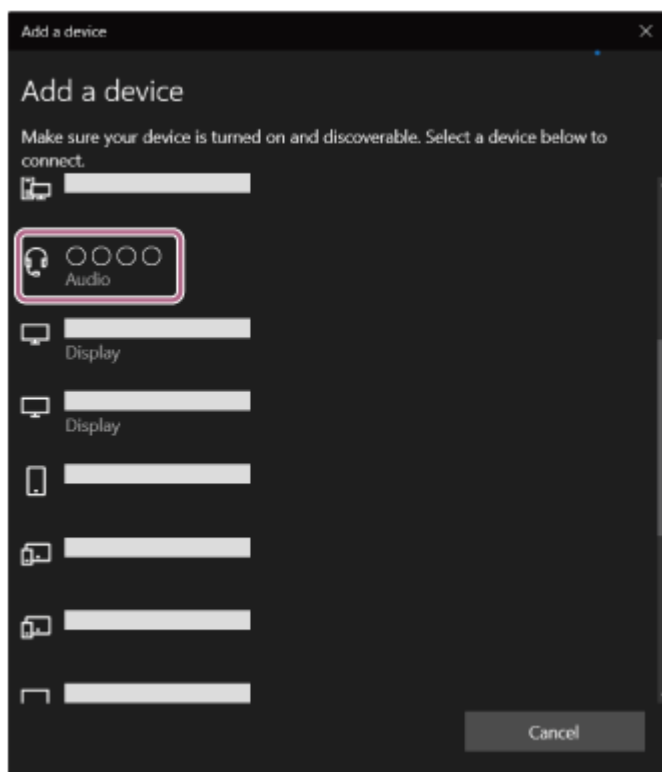 Add a device
Add a device
Make sure your device is turned on and discoverable. Select a device below to
connect.
○○○○
Audio
Display
Display
Cancel